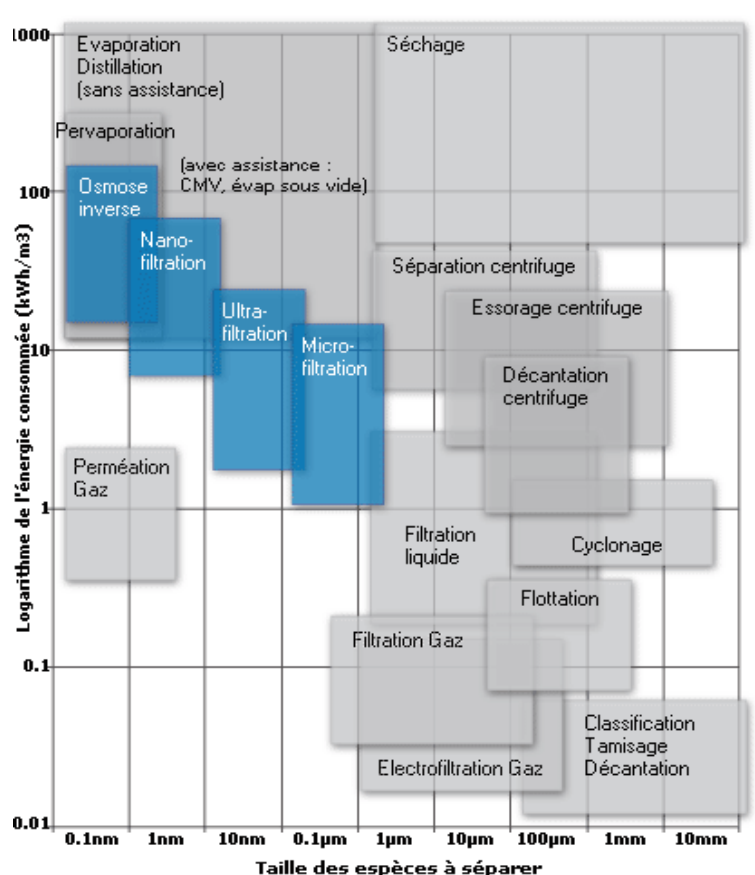 1000
100
10
1
0.1
0.01
Logarithme de l'énergie consommée (kWh/m3)
Evaporation
Distillation
(sans assistance)
Séchage
Pervaporation
(avec assistance :
CMV, évap sous vide)
Osmose
inverse
Nano-
filtration
Ultra-
filtration
Micro-
filtration
Séparation centrifuge
Essorage centrifuge
Décantation
centrifuge
Perméation
Gaz
Filtration
liquide
Cyclonage
Flottation
Filtration Gaz
Electrofiltration Gaz
Classification
Tamisage
Décantation
0.1nm 1nm 10nm 0.1µm 1µm 10µm 100µm 1mm 10mm
Taille des espèces à séparer